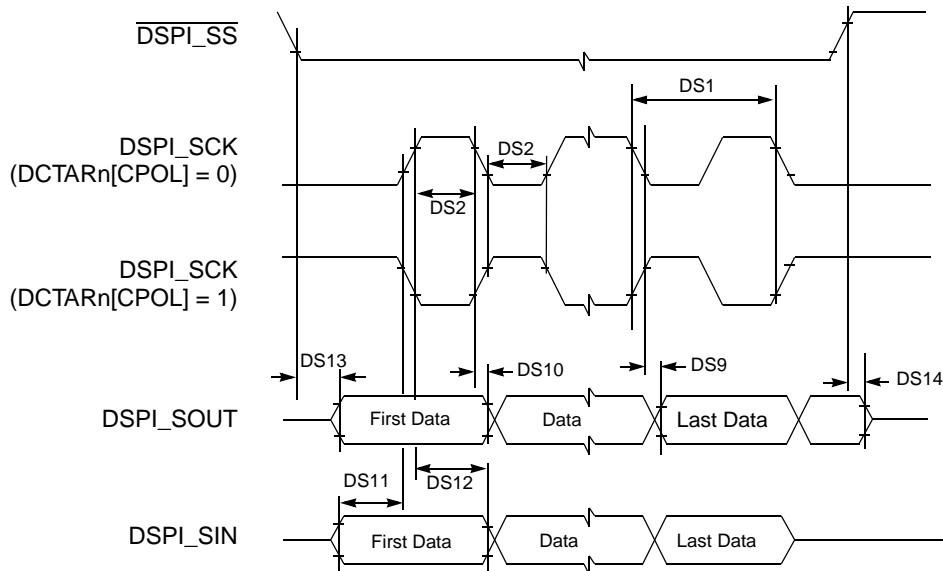 DSPI_SS
DS1
DSPI_SCK
(DCTARn[CPOL] = 0)
DS2
DS2
DSPI_SCK
(DCTARn[CPOL] = 1)
DS13
DS10
DS9
DS14
DSPI_SOUT
First Data
Data
Last Data
DS11
DS12
DSPI_SIN
First Data
Data
Last Data